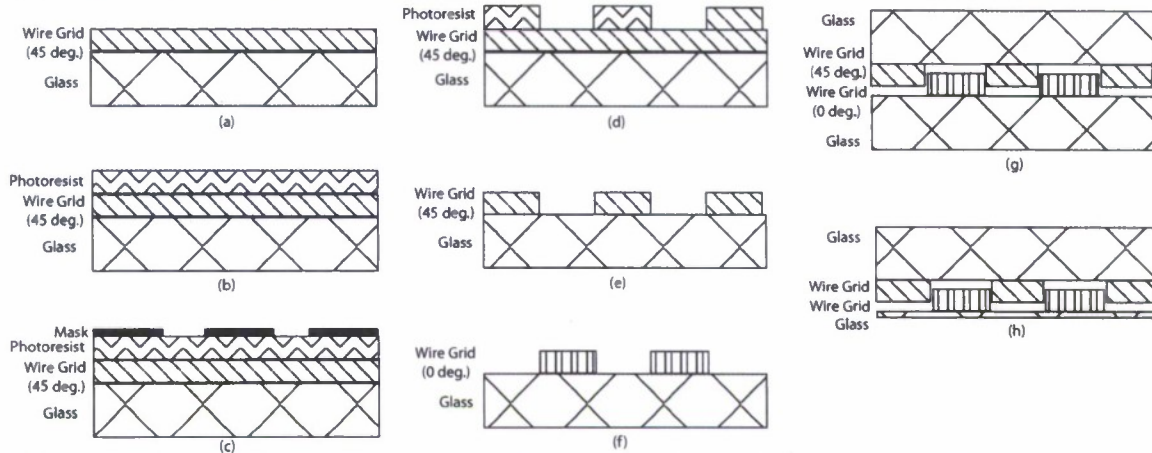 Wire Grid
(45 deg.)
Glass
(a)
Photoresist
Wire Grid
(45 deg.)
Glass
(b)
Mask
Photoresist
Wire Grid
(45 deg.)
Glass
(c)
Photoresist
Wire Grid
(45 deg.)
Glass
(d)
Wire Grid
(45 deg.)
Glass
(e)
Wire Grid
(0 deg.)
Glass
(f)
Glass
Wire Grid
(45 deg.)
Wire Grid
(0 deg.)
Glass
(g)
Glass
Wire Grid
Wire Grid
Glass
(h)